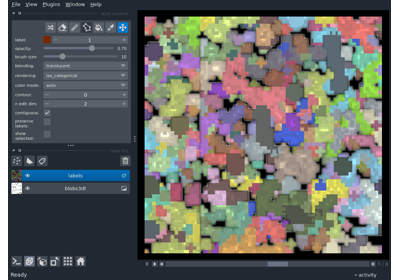 File View Plugins Window Help
label: 1
opacity: 0.70
brush size: 10
blending: translucent
rendering: iso_categorical
color mode: auto
contour: 0
n edit dim: 2
contiguous:
preserve labels:
show selected:
labels
blobs3dt
Ready
activity